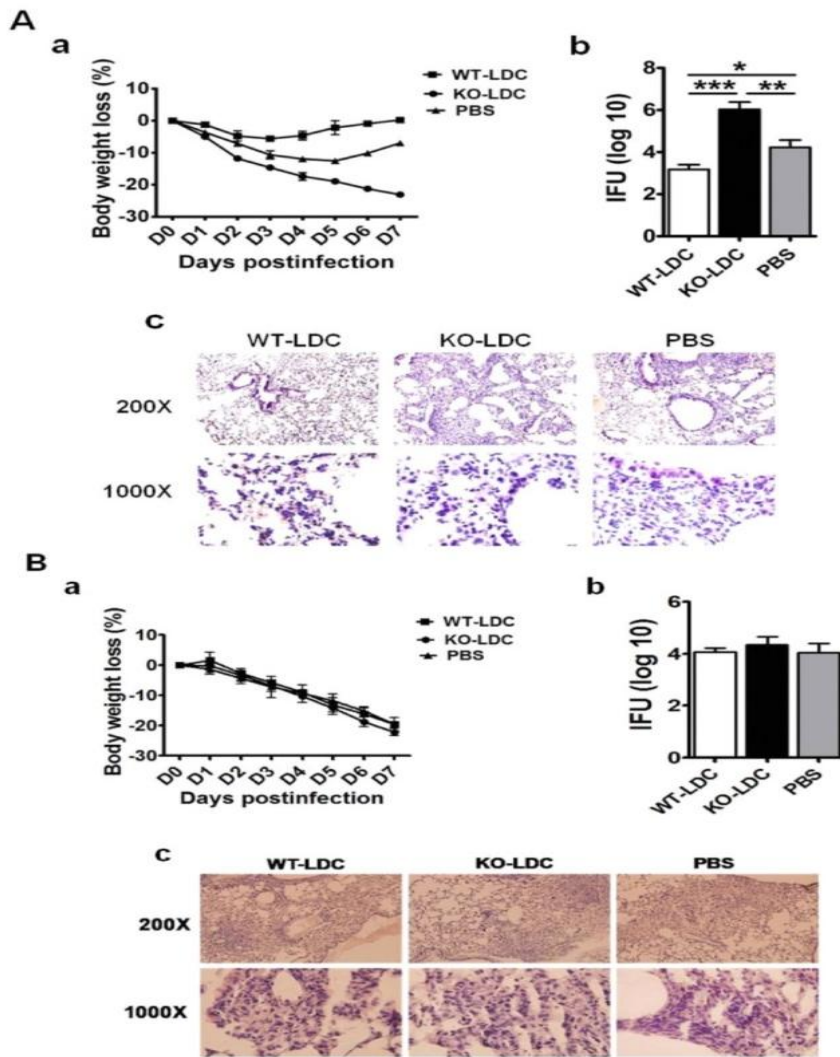 A
a
WT-LDC
KO-LDC
PBS
Body weight loss (%)
10
0
-10
-20
-30
D0 D1 D2 D3 D4 D5 D6 D7
Days postinfection
b
*
*** **
IFU (log 10)
8
6
4
2
0
WT-LDC KO-LDC PBS
c
WT-LDC KO-LDC PBS
200X
1000X
B
a
WT-LDC
KO-LDC
PBS
Body weight loss (%)
10
0
-10
-20
-30
D0 D1 D2 D3 D4 D5 D6 D7
Days postinfection
b
IFU (log 10)
6
4
2
0
WT-LDC KO-LDC PBS
c
WT-LDC KO-LDC PBS
200X
1000X